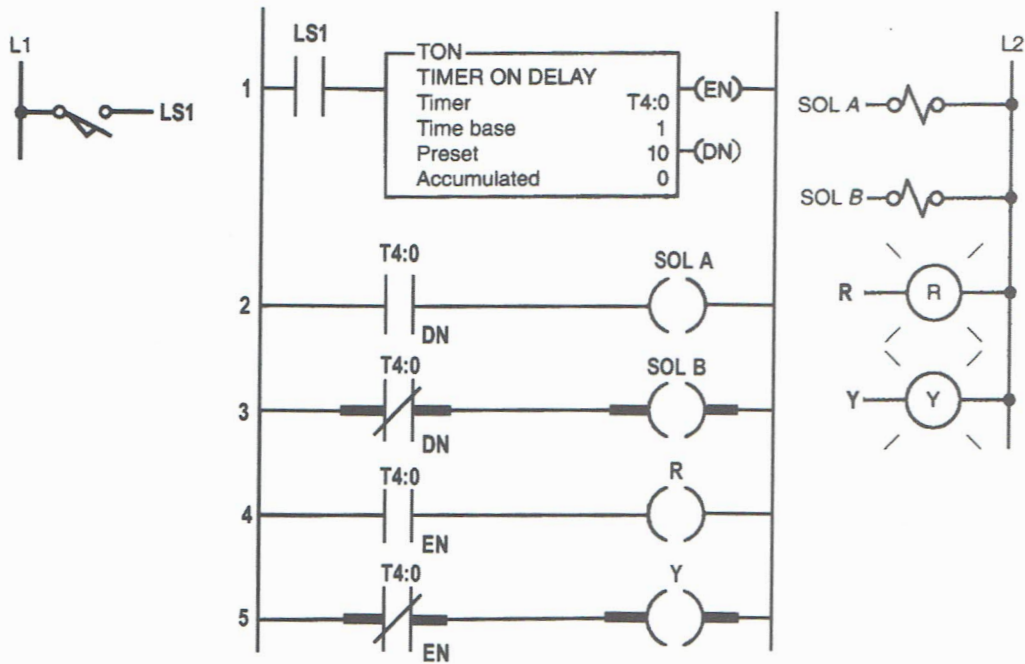 L1
LS1
LS1
1
TON
TIMER ON DELAY
Timer T4:0
Time base 1
Preset 10
Accumulated 0
(EN)
(DN)
T4:0
SOL A
2
DN
T4:0
SOL B
3
DN
T4:0
R
4
EN
T4:0
Y
5
EN
L2
SOL A
SOL B
R R
Y Y